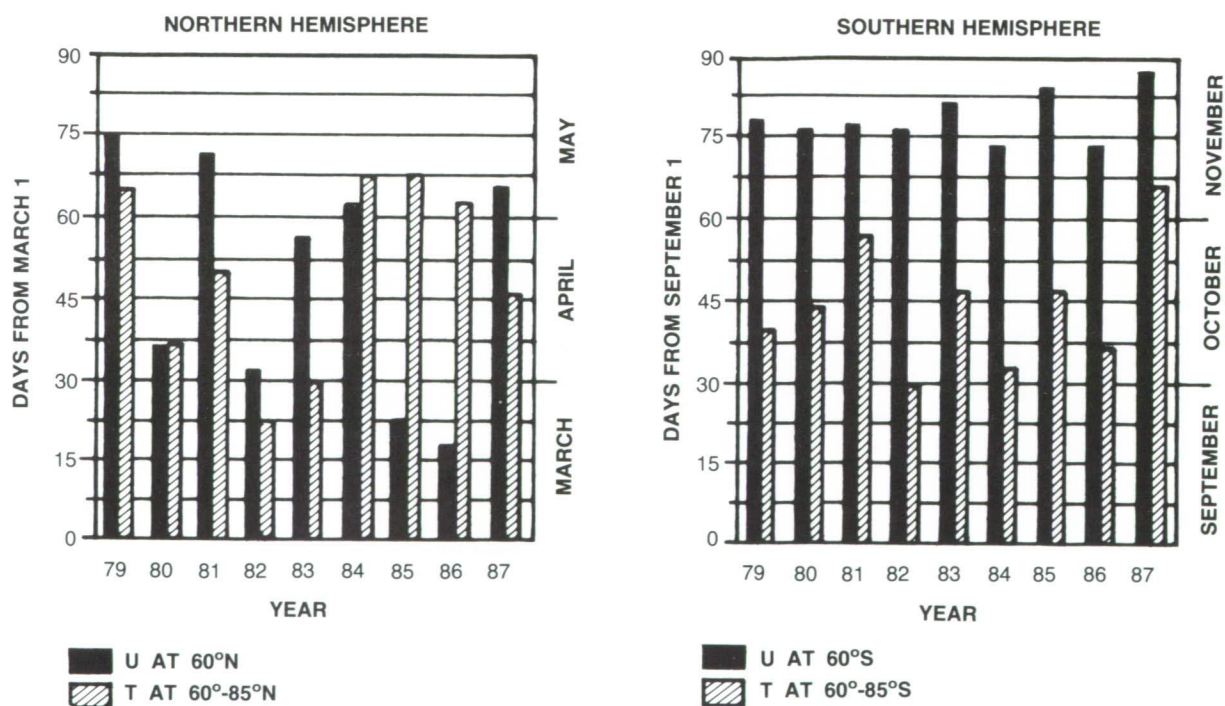 NORTHERN HEMISPHERE
90
75
60
45
30
15
0
DAYS FROM MARCH 1
MAY
APRIL
MARCH
79 80 81 82 83 84 85 86 87
YEAR
U AT 60°N
T AT 60°-85°N
SOUTHERN HEMISPHERE
90
75
60
45
30
15
0
DAYS FROM SEPTEMBER 1
NOVEMBER
OCTOBER
SEPTEMBER
79 80 81 82 83 84 85 86 87
YEAR
U AT 60°S
T AT 60°-85°S